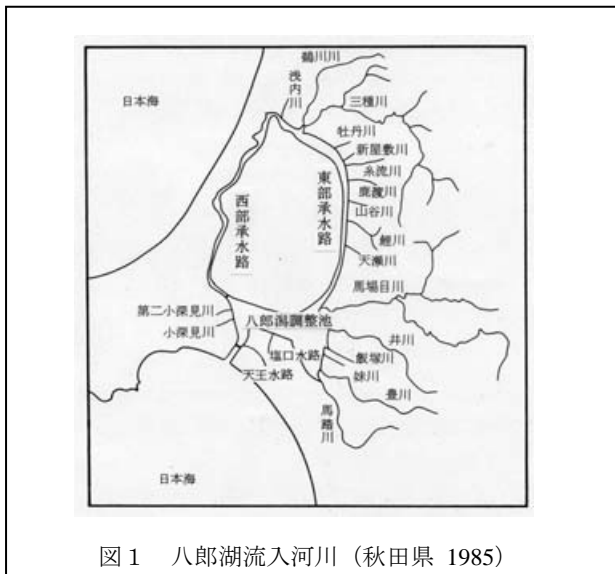 鵜川川
浅内川
三種川
日本海
牡丹川
新屋敷川
糸流川
鹿渡川
山谷川
東部承水路
西部承水路
鯉川
天瀬川
馬場目川
第二小深見川
八郎潟調整池
小深見川
井川
塩口水路
飯塚川
妹川
天王水路
豊川
馬踏川
日本海
図1 八郎湖流入河川(秋田県 1985)